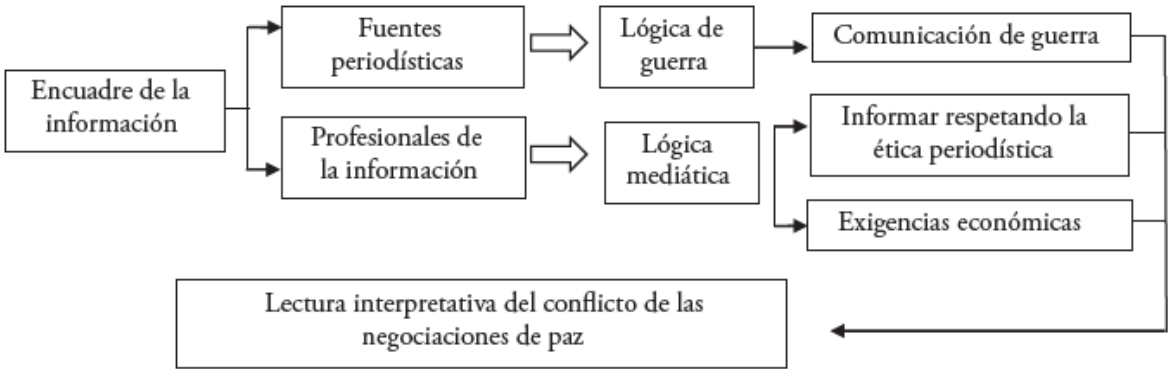 Encuadre de la
información
Fuentes
periodísticas
Lógica de
guerra
Comunicación de guerra
Profesionales de
la información
Lógica
mediática
Informar respetando la
ética periodística
Exigencias económicas
Lectura interpretativa del conflicto de las
negociaciones de paz